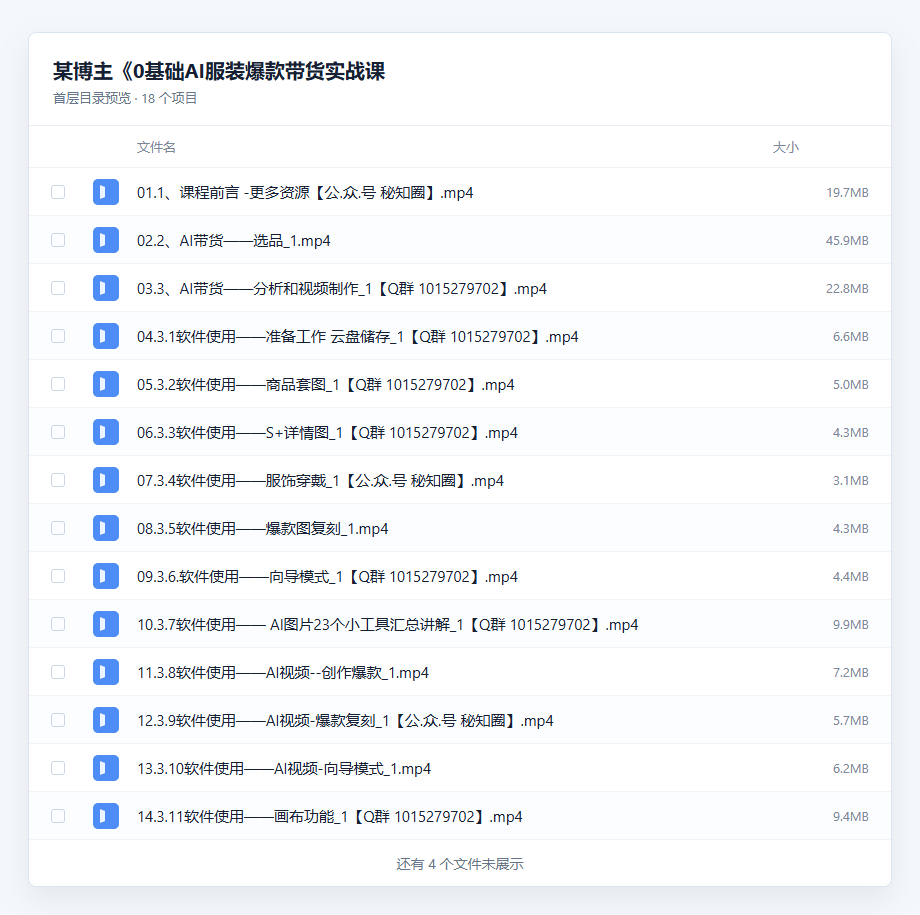 某博主《0基础AI服装爆款带货实战课
首层目录预览 · 18 个项目
文件名 大小
01.1、课程前言 -更多资源【公.众.号 秘知圈】.mp4 19.7MB
02.2、AI带货——选品_1.mp4 45.9MB
03.3、AI带货——分析和视频制作_1【Q群 1015279702】.mp4 22.8MB
04.3.1软件使用——准备工作 云盘储存_1【Q群 1015279702】.mp4 6.6MB
05.3.2软件使用——商品套图_1【Q群 1015279702】.mp4 5.0MB
06.3.3软件使用——S+详情图_1【Q群 1015279702】.mp4 4.3MB
07.3.4软件使用——服饰穿戴_1【公.众.号 秘知圈】.mp4 3.1MB
08.3.5软件使用——爆款图复刻_1.mp4 4.3MB
09.3.6.软件使用——向导模式_1【Q群 1015279702】.mp4 4.4MB
10.3.7软件使用—— AI图片23个小工具汇总讲解_1【Q群 1015279702】.mp4 9.9MB
11.3.8软件使用——AI视频--创作爆款_1.mp4 7.2MB
12.3.9软件使用——AI视频-爆款复刻_1【公.众.号 秘知圈】.mp4 5.7MB
13.3.10软件使用——AI视频-向导模式_1.mp4 6.2MB
14.3.11软件使用——画布功能_1【Q群 1015279702】.mp4 9.4MB
还有 4 个文件未展示